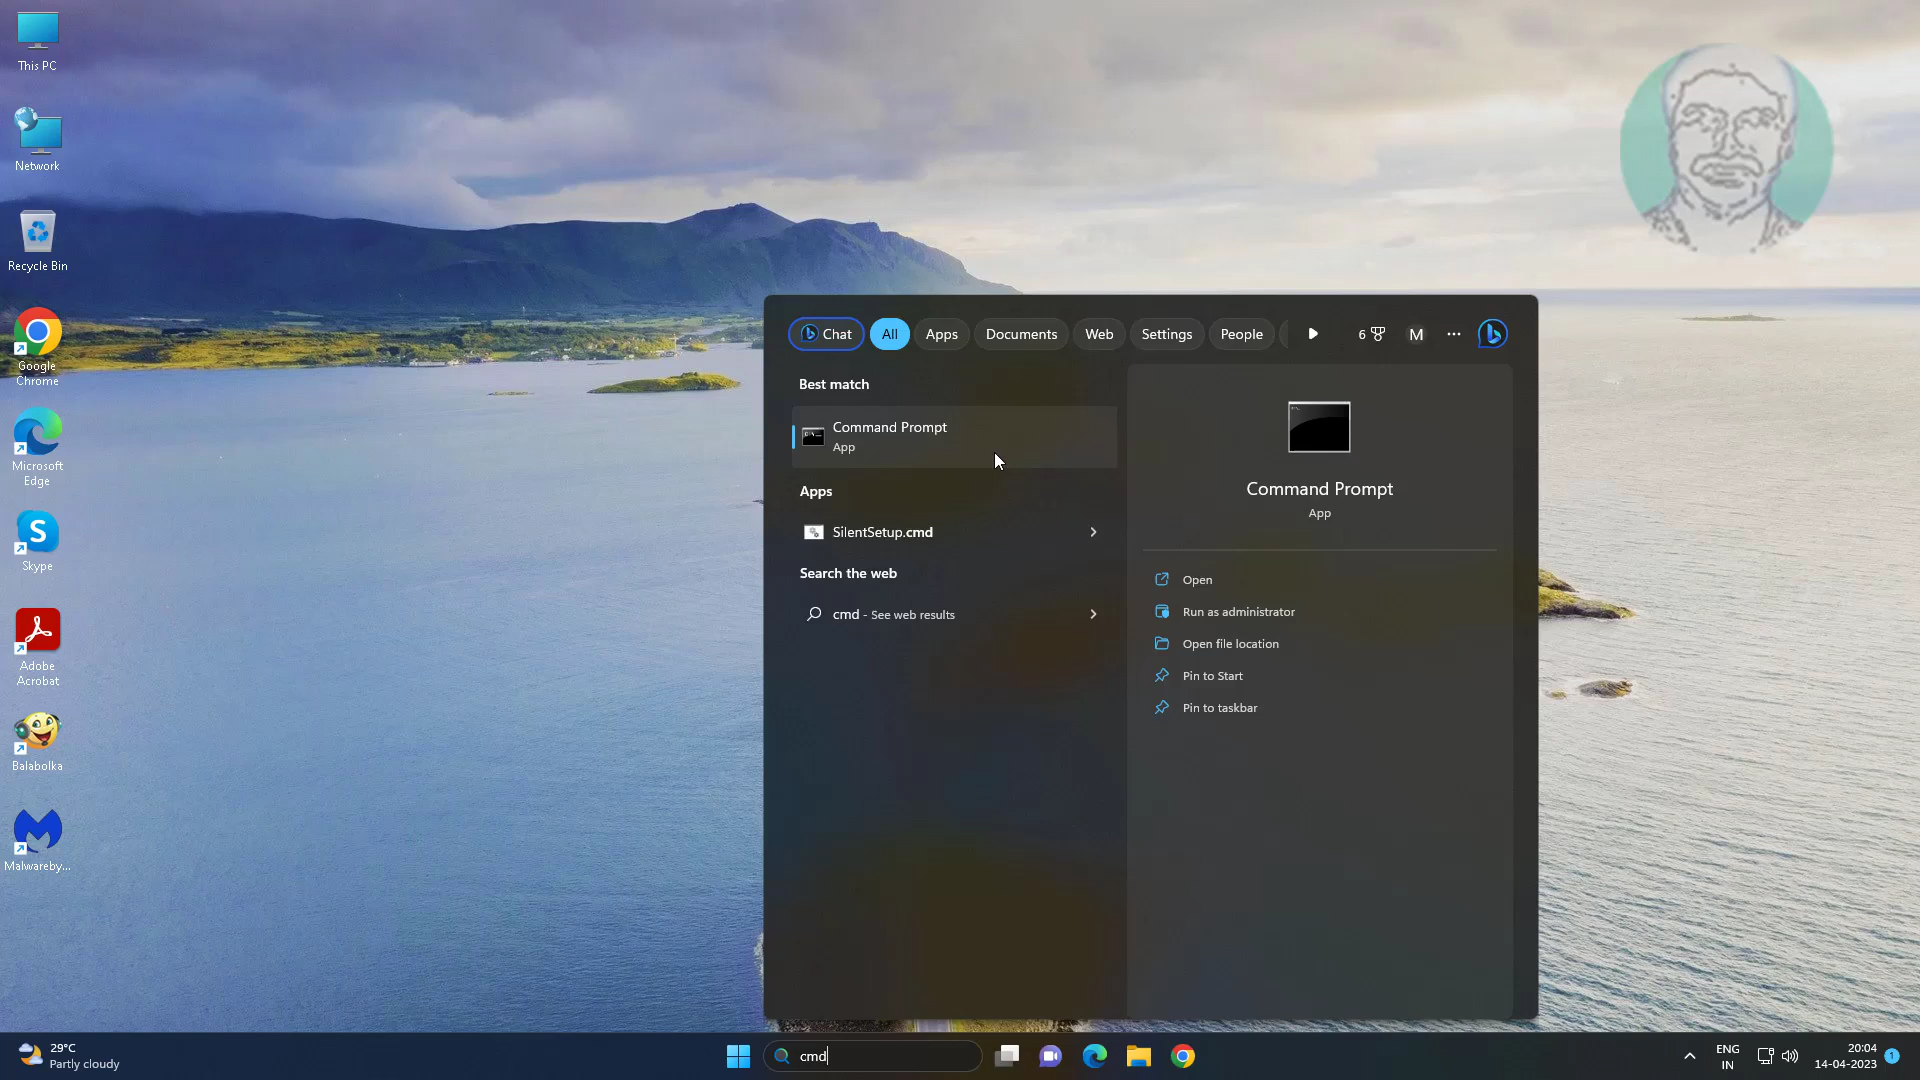 This PC
Network
Recycle Bin
Google
Chrome
Microsoft
Edge
Skype
Adobe
Acrobat
Balabolka
Malwareby...
Chat
All
Apps
Documents
Web
Settings
People
6
M
Best match
Command Prompt
App
Apps
SilentSetup.cmd
Search the web
cmd - See web results
Command Prompt
App
Open
Run as administrator
Open file location
Pin to Start
Pin to taskbar
29°C
Partly cloudy
cmd
ENG
IN
20:04
14-04-2023
1